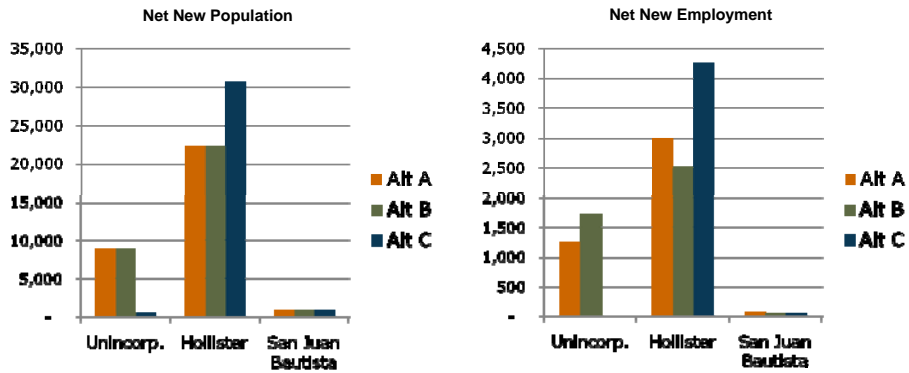 Net New Population
35,000
30,000
25,000
20,000
15,000
10,000
5,000
-
Unincorp.
Hollister
San Juan
Bautista
Alt A
Alt B
Alt C
Net New Employment
4,500
4,000
3,500
3,000
2,500
2,000
1,500
1,000
500
-
Unincorp.
Hollister
San Juan
Bautista
Alt A
Alt B
Alt C